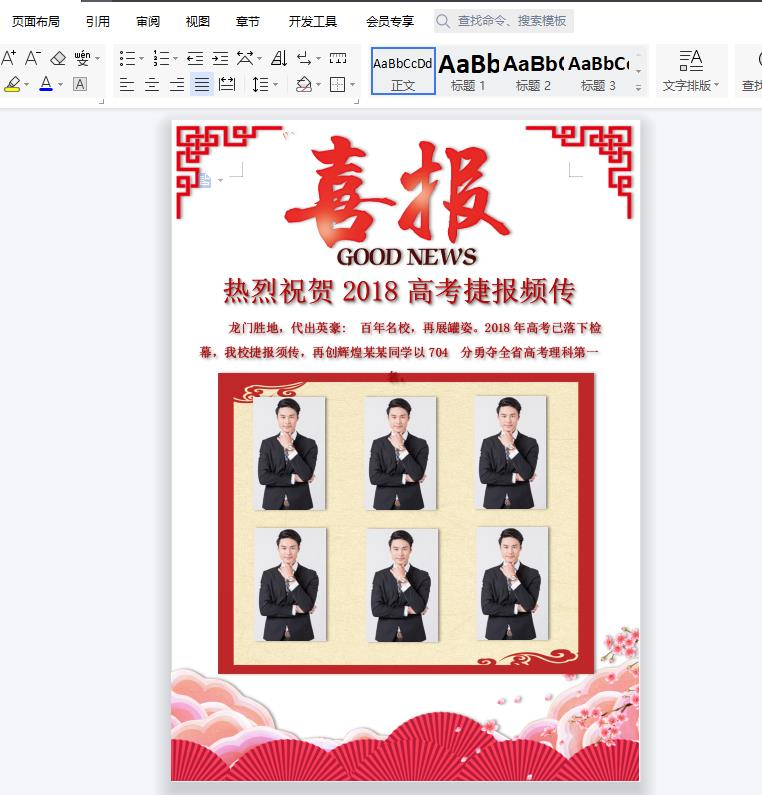 页面布局 引用 审阅 视图 章节 开发工具 会员专享 查找命令、搜索模板
AaBbCcDd AaBb AaBb( AaBbC(
正文 标题 1 标题 2 标题 3 文字排版
喜报
GOOD NEWS
热烈祝贺 2018 高考捷报频传
龙门胜地，代出英豪： 百年名校，再展罐姿。2018 年高考已落下检
幕，我校捷报须传，再创辉煌某某同学以 704 分勇夺全省高考理科第一